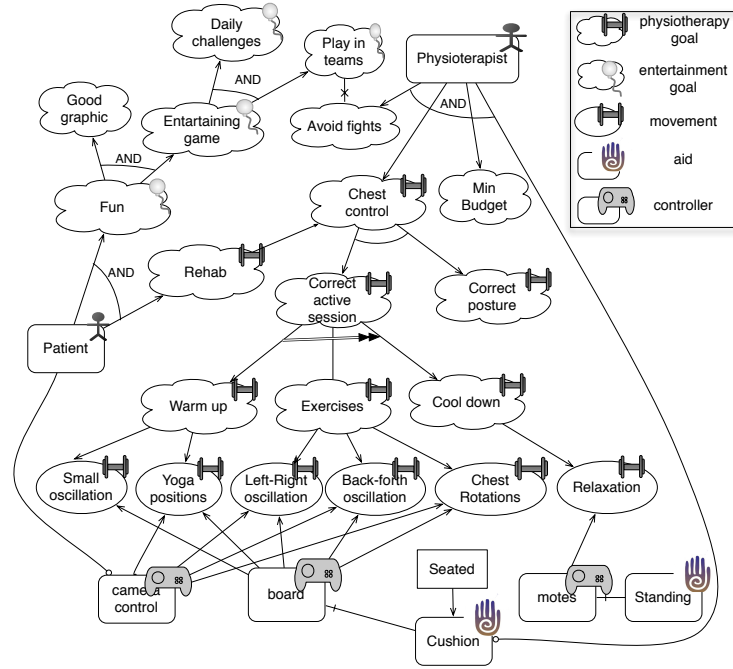 Daily
challenges
Play in
teams
Physioterapist
physiotherapy
goal
AND
entertainment
goal
Good
graphic
Entartaining
game
Avoid fights
AND
movement
AND
aid
Fun
Chest
control
Min
Budget
controller
AND
Rehab
Correct
active
session
Correct
posture
Patient
Warm up
Exercises
Cool down
Small
oscillation
Yoga
positions
Left-Right
oscillation
Back-forth
oscillation
Chest
Rotations
Relaxation
camera
control
board
Seated
motes
Standing
Cushion